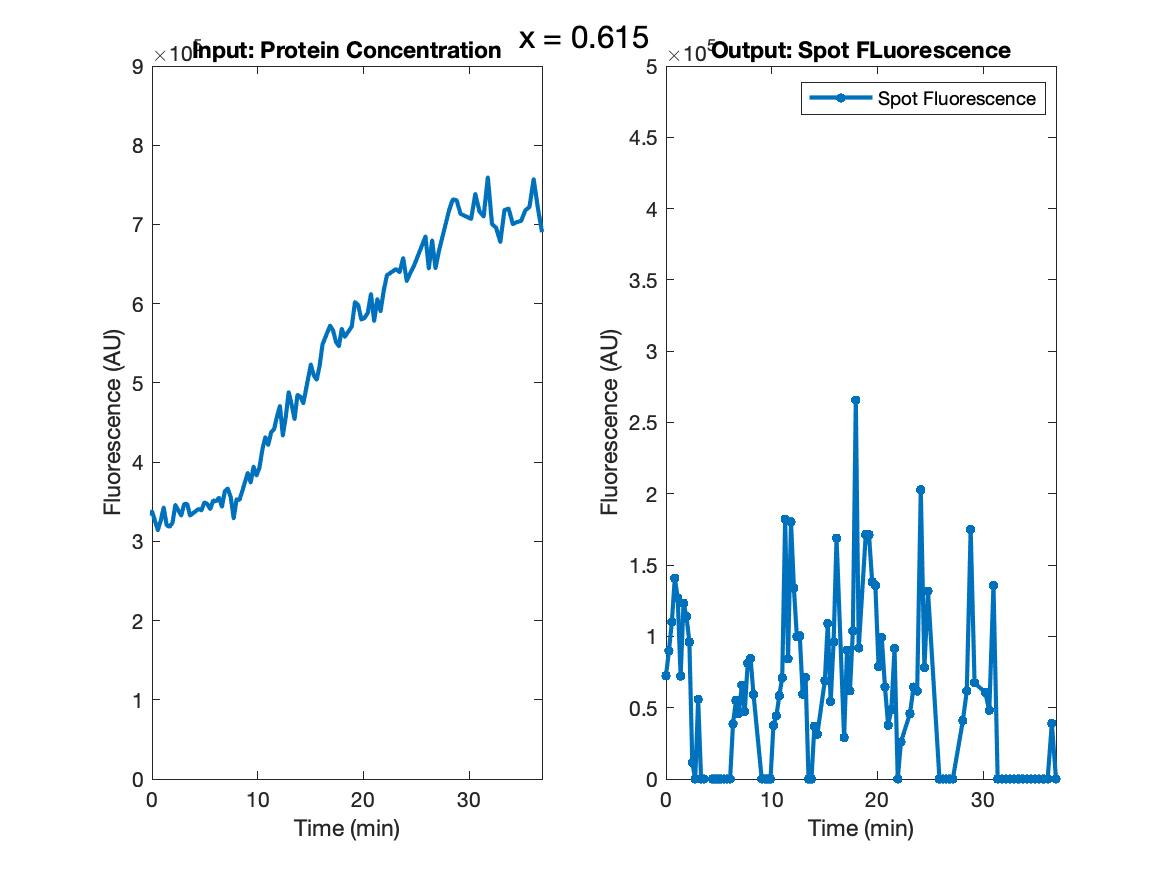 x = 0.615
×10⁵
Input: Protein Concentration
9
8
7
6
5
4
3
2
1
0
Fluorescence (AU)
0 10 20 30
Time (min)
×10⁵
Output: Spot FLuorescence
Spot Fluorescence
5
4.5
4
3.5
3
2.5
2
1.5
1
0.5
0
Fluorescence (AU)
0 10 20 30
Time (min)